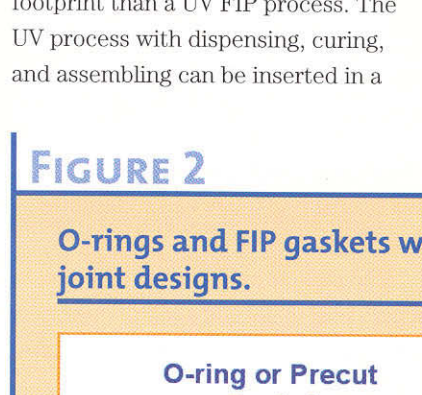 footprint than a UV FIP process. The
UV process with dispensing, curing,
and assembling can be inserted in a
FIGURE 2
O-rings and FIP gaskets w
joint designs.
O-ring or Precut